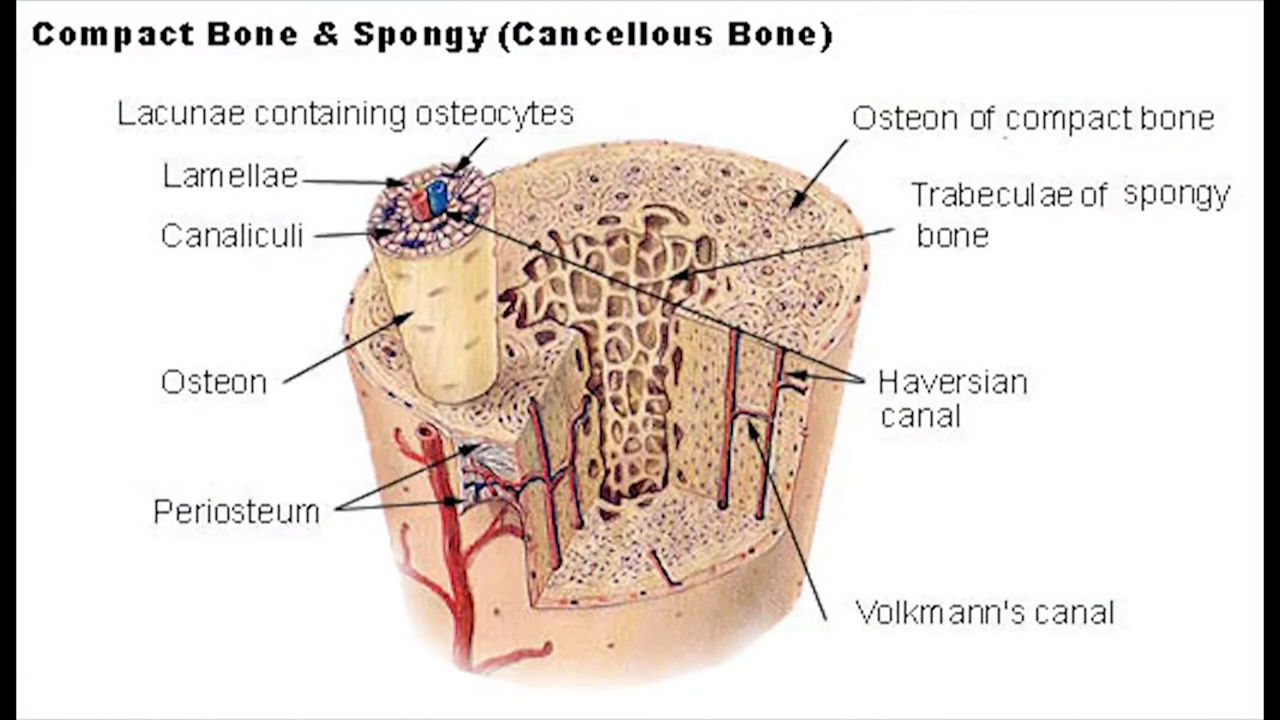 Compact Bone & Spongy (Cancellous Bone)
Lacunae containing osteocytes
Lamellae
Canaliculi
Osteon
Periosteum
Osteon of compact bone
Trabeculae of spongy
bone
Haversian
canal
Volkmann's canal